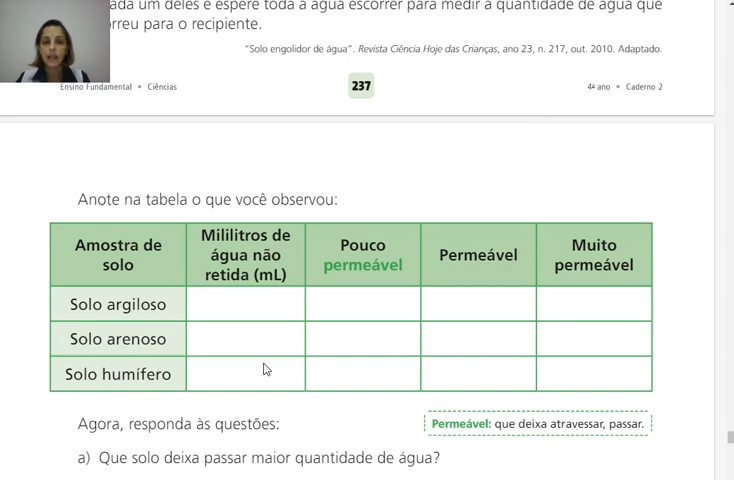 ada um deles e espere toda a água escorrer para medir a quantidade de água que
rreu para o recipiente.
"Solo engolidor de água". Revista Ciência Hoje das Crianças, ano 23, n. 217, out. 2010. Adaptado.
Ensino Fundamental • Ciências
237
4º ano • Caderno 2
Anote na tabela o que você observou:
Amostra de solo
Mililitros de água não retida (mL)
Pouco permeável
Permeável
Muito permeável
Solo argiloso
Solo arenoso
Solo humífero
Agora, responda às questões:
Permeável: que deixa atravessar, passar.
a) Que solo deixa passar maior quantidade de água?